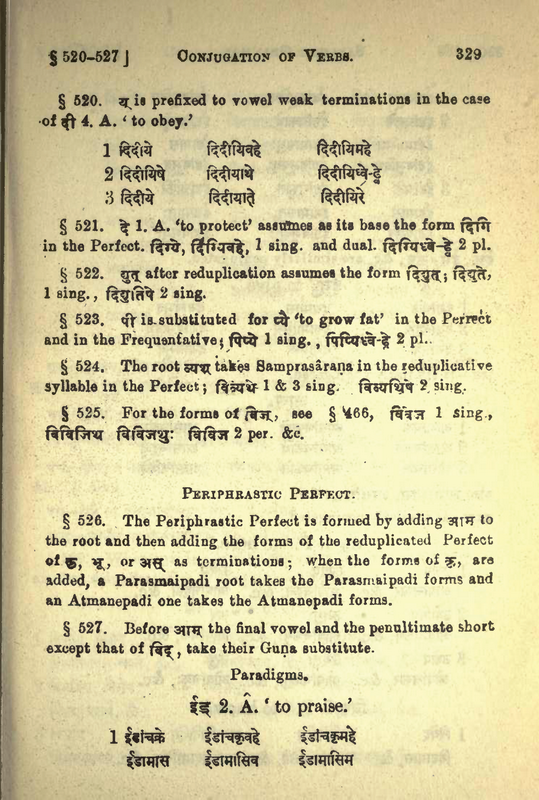 § 520–527] CONJUGATION OF VERBS. 329
§ 520. य् is prefixed to vowel weak terminations in the case
of दी 4. A. ‘ to obey.’
1 दिदीये दिदीयिवहे दिदीयिमहे
2 दिदीयिषे दिदीयाथे दिदीयिध्वे-ढ्वे
3 दिदीये दिदीयाते दिदीयिरे
§ 521. दे 1. A. ‘to protect’ assumes as its base the form दिगि
in the Perfect. दिग्ये, दिग्यिवहे, 1 sing. and dual. दिग्यिध्वे-ढ्वे 2 pl.
§ 522. द्युत् after reduplication assumes the form दिद्युत्; दिद्युते,
1 sing., दिद्युतिषे 2 sing.
§ 523. पी is substituted for प्यै ‘to grow fat’ in the Perfect
and in the Frequentative; पिप्ये 1 sing., पिप्यिध्वे-ढ्वे 2 pl.
§ 524. The root व्यथ् takes Samprasârana in the reduplicative
syllable in the Perfect; विव्यथे 1 & 3 sing. विव्यथिषे 2 sing.
§ 525. For the forms of विज्, see § 466, 1 sing.,
विविजिथ विविजथुः विविज 2 per. &c.
PERIPHRASTIC PERFECT.
§ 526. The Periphrastic Perfect is formed by adding आम to
the root and then adding the forms of the reduplicated Perfect
of कृ, भू, or अस् as terminations; when the forms of कृ, are
added, a Parasmaipadi root takes the Parasmaipadi forms and
an Atmanepadi one takes the Atmanepadi forms.
§ 527. Before आम् the final vowel and the penultimate short
except that of विद्, take their Guṇa substitute.
Paradigms.
ईड् 2. Â. ‘ to praise.’
1 ईडांचक्रे ईडांचकृवहे ईडांचकृमहे
ईडामास ईडामासिव ईडामासिम